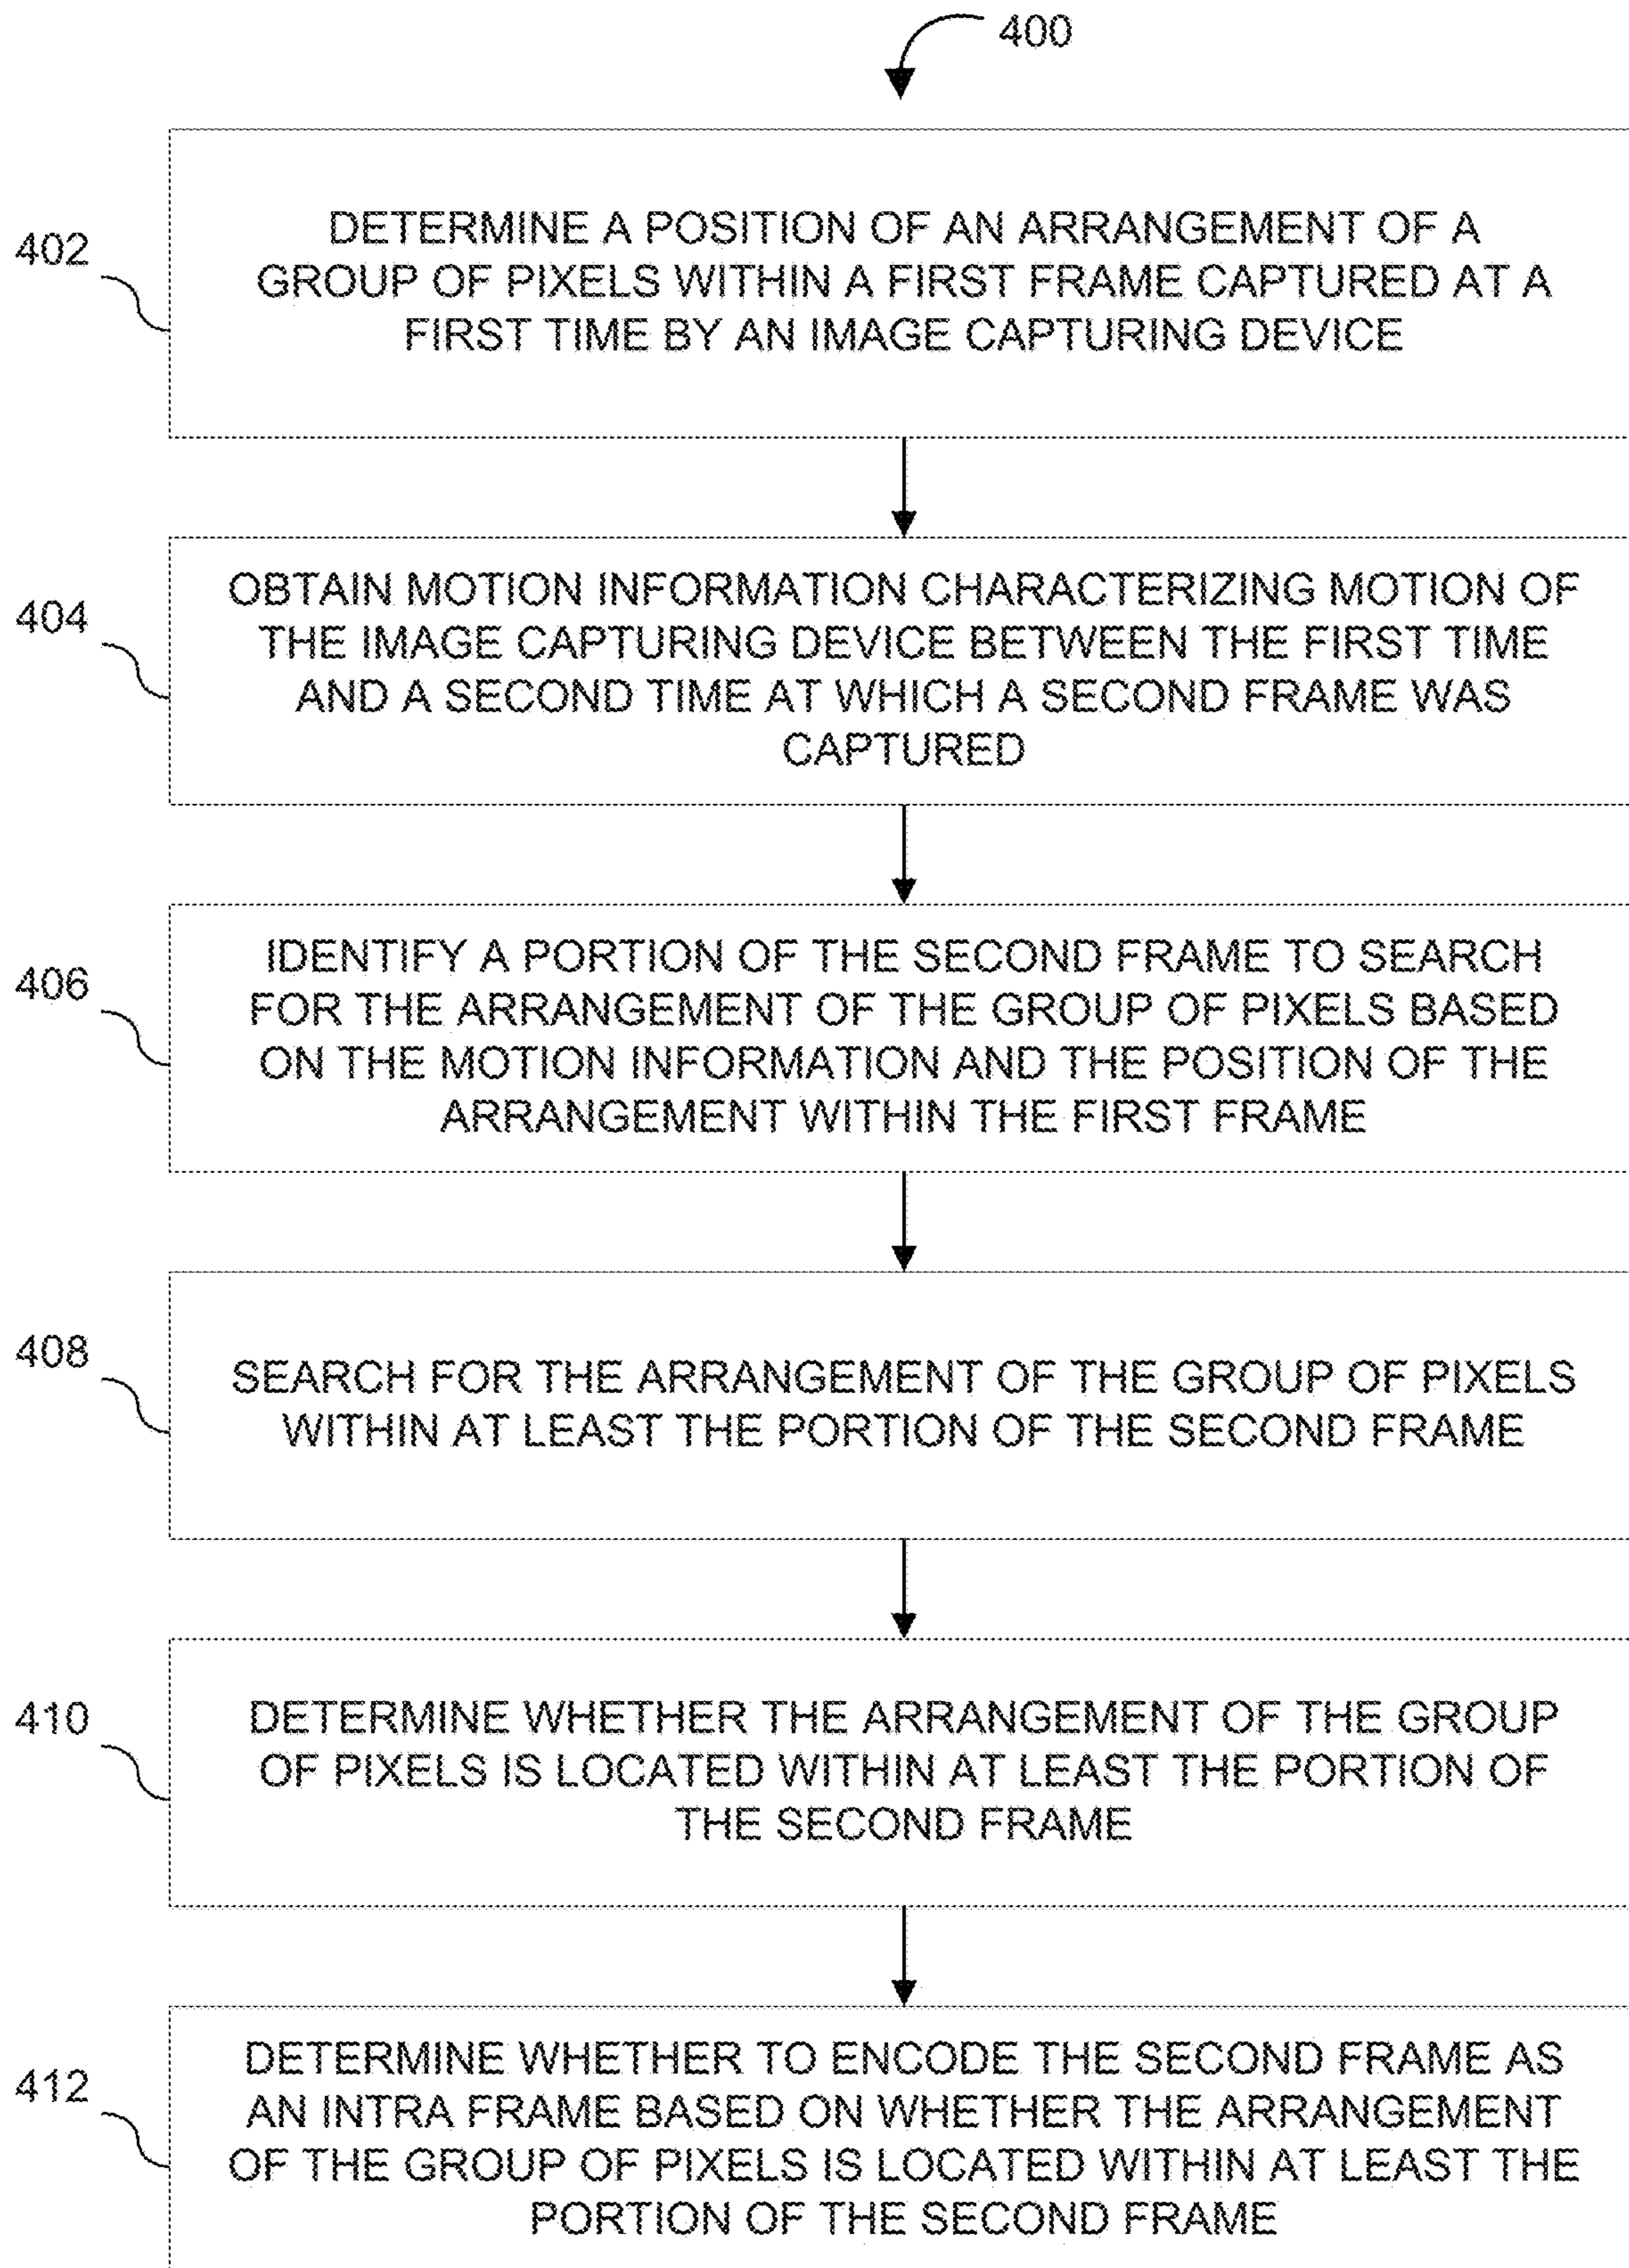 400
402
DETERMINE A POSITION OF AN ARRANGEMENT OF A
GROUP OF PIXELS WITHIN A FIRST FRAME CAPTURED AT A
FIRST TIME BY AN IMAGE CAPTURING DEVICE
404
OBTAIN MOTION INFORMATION CHARACTERIZING MOTION OF
THE IMAGE CAPTURING DEVICE BETWEEN THE FIRST TIME
AND A SECOND TIME AT WHICH A SECOND FRAME WAS
CAPTURED
406
IDENTIFY A PORTION OF THE SECOND FRAME TO SEARCH
FOR THE ARRANGEMENT OF THE GROUP OF PIXELS BASED
ON THE MOTION INFORMATION AND THE POSITION OF THE
ARRANGEMENT WITHIN THE FIRST FRAME
408
SEARCH FOR THE ARRANGEMENT OF THE GROUP OF PIXELS
WITHIN AT LEAST THE PORTION OF THE SECOND FRAME
410
DETERMINE WHETHER THE ARRANGEMENT OF THE GROUP
OF PIXELS IS LOCATED WITHIN AT LEAST THE PORTION OF
THE SECOND FRAME
412
DETERMINE WHETHER TO ENCODE THE SECOND FRAME AS
AN INTRA FRAME BASED ON WHETHER THE ARRANGEMENT
OF THE GROUP OF PIXELS IS LOCATED WITHIN AT LEAST THE
PORTION OF THE SECOND FRAME